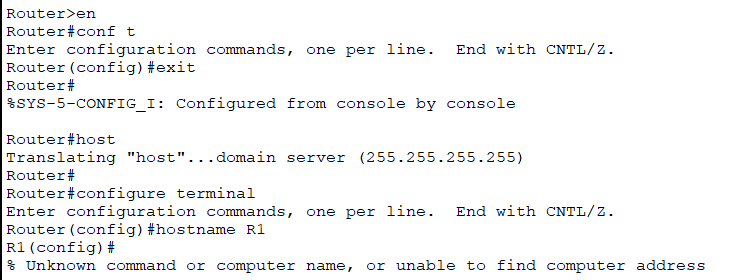 Router>en
Router#conf t
Enter configuration commands, one per line.  End with CNTL/Z.
Router(config)#exit
Router#
%SYS-5-CONFIG_I: Configured from console by console

Router#host
Translating "host"...domain server (255.255.255.255)
Router#
Router#configure terminal
Enter configuration commands, one per line.  End with CNTL/Z.
Router(config)#hostname R1
R1(config)#
% Unknown command or computer name, or unable to find computer address